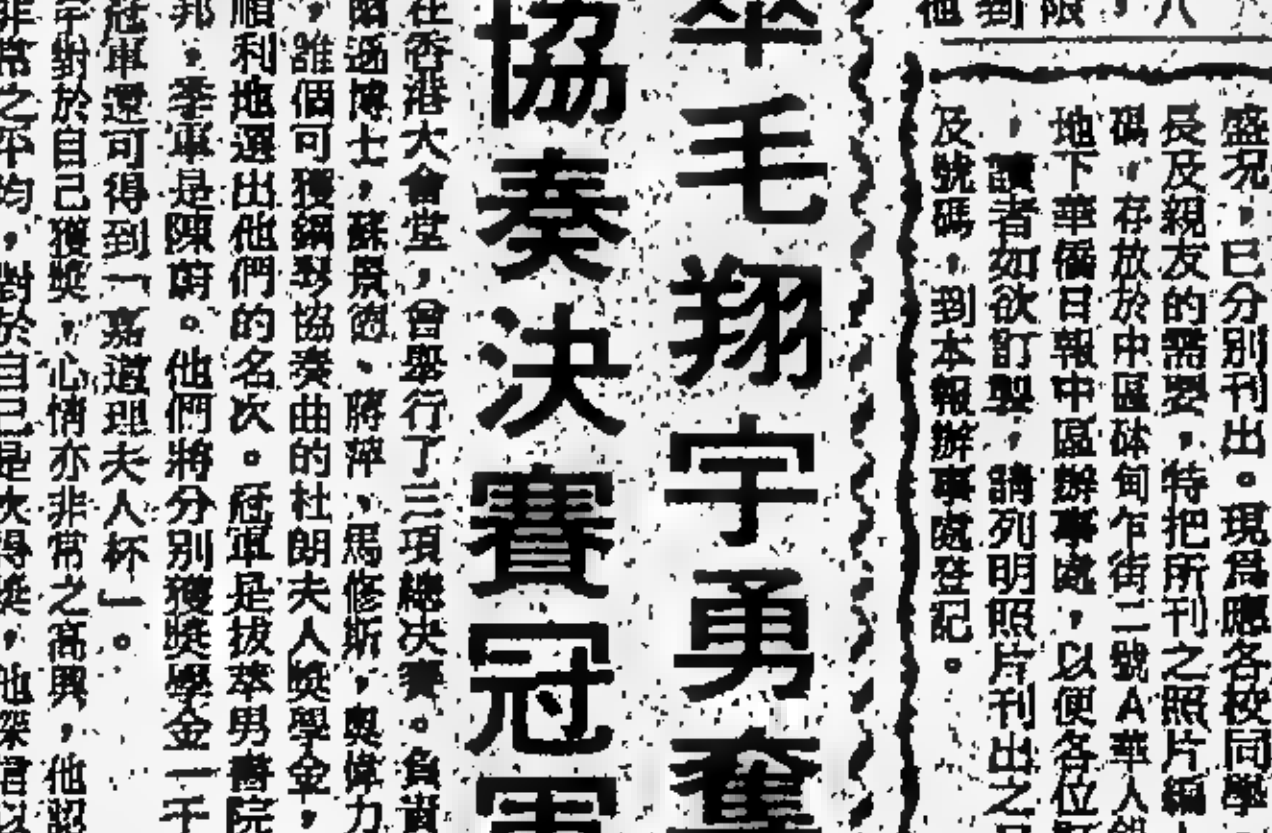 他到限，八
盛況，已分別刊出。現爲應各校同學
長及親友的需要，特把所刊之照片編
碼，存放於中區砵甸乍街二號A華人
地下華僑日報中區辦事處，以便各位
，讀者如欲訂製，請列明照片刊出之
及號碼，到本報辦事處登記。
萃毛翔宇勇奪
協奏決賽冠軍
在香港大會堂，曾舉行了三項總決賽。負責
博士，蘇景德、蔣萍、馬修斯，奧偉力
，誰個可獲鋼琴協奏曲的杜朗夫人獎學金，
順利地選出他們的名次。冠軍是拔萃男書院
邦，季軍是陳蔚。他們將分別獲獎學金一千
冠軍還可得到「嘉道理夫人杯」。
宇對於自己獲獎，心情亦非常之高興，他認
非常之平均，對於自己是次得獎，他深信以